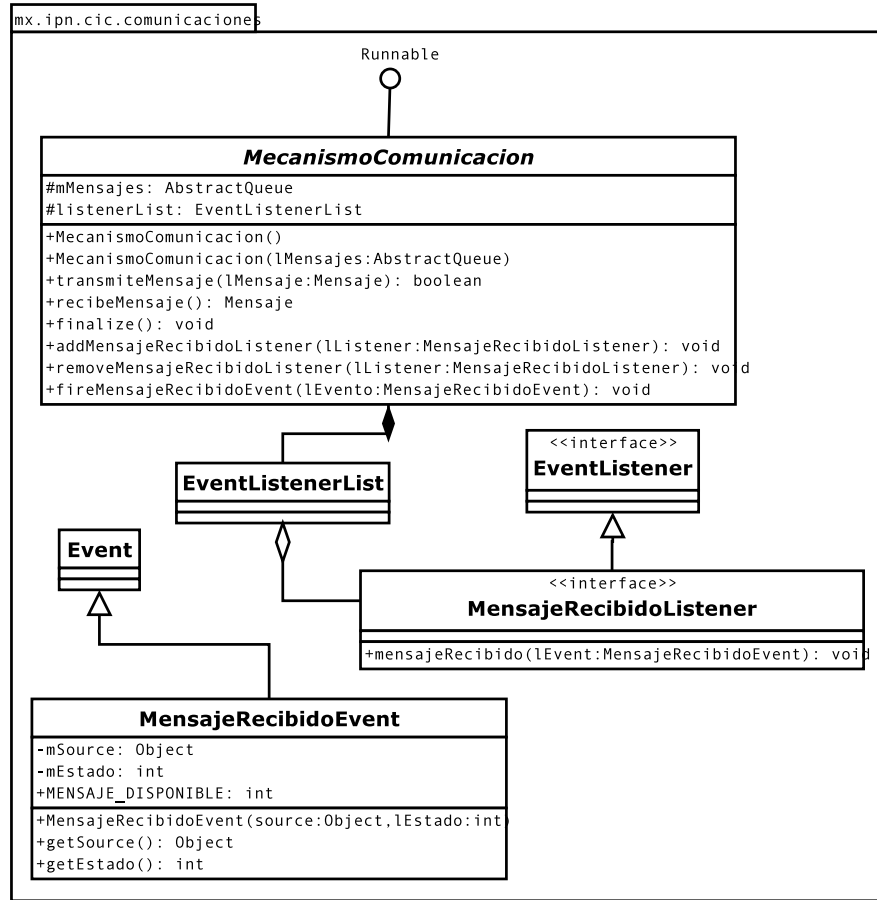 mx.ipn.cic.comunicaciones
Runnable
MecanismoComunicacion
#mMensajes: AbstractQueue
#listenerList: EventListenerList
+MecanismoComunicacion()
+MecanismoComunicacion(lMensajes:AbstractQueue)
+transmiteMensaje(lMensaje:Mensaje): boolean
+recibeMensaje(): Mensaje
+finalize(): void
+addMensajeRecibidoListener(lListener:MensajeRecibidoListener): void
+removeMensajeRecibidoListener(lListener:MensajeRecibidoListener): void
+fireMensajeRecibidoEvent(lEvento:MensajeRecibidoEvent): void
<<interface>>
EventListener
EventListenerList
Event
<<interface>>
MensajeRecibidoListener
+mensajeRecibido(lEvent:MensajeRecibidoEvent): void
MensajeRecibidoEvent
-mSource: Object
-mEstado: int
+MENSAJE_DISPONIBLE: int
+MensajeRecibidoEvent(source:Object,lEstado:int)
+getSource(): Object
+getEstado(): int